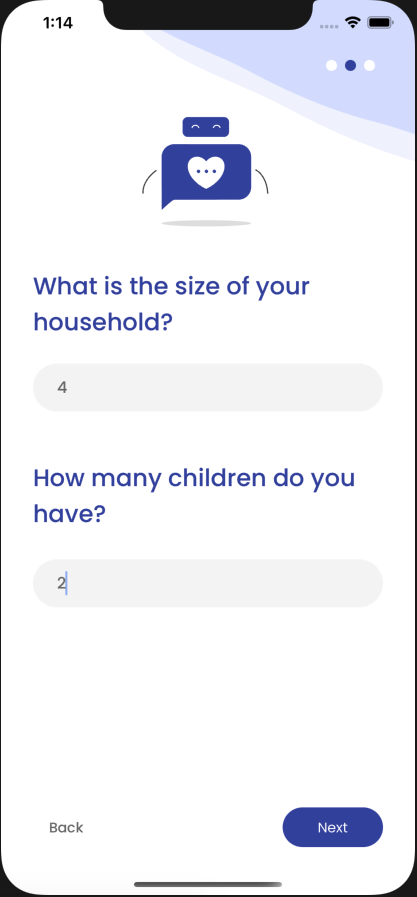 1:14
What is the size of your
household?
4
How many children do you
have?
2
Back
Next